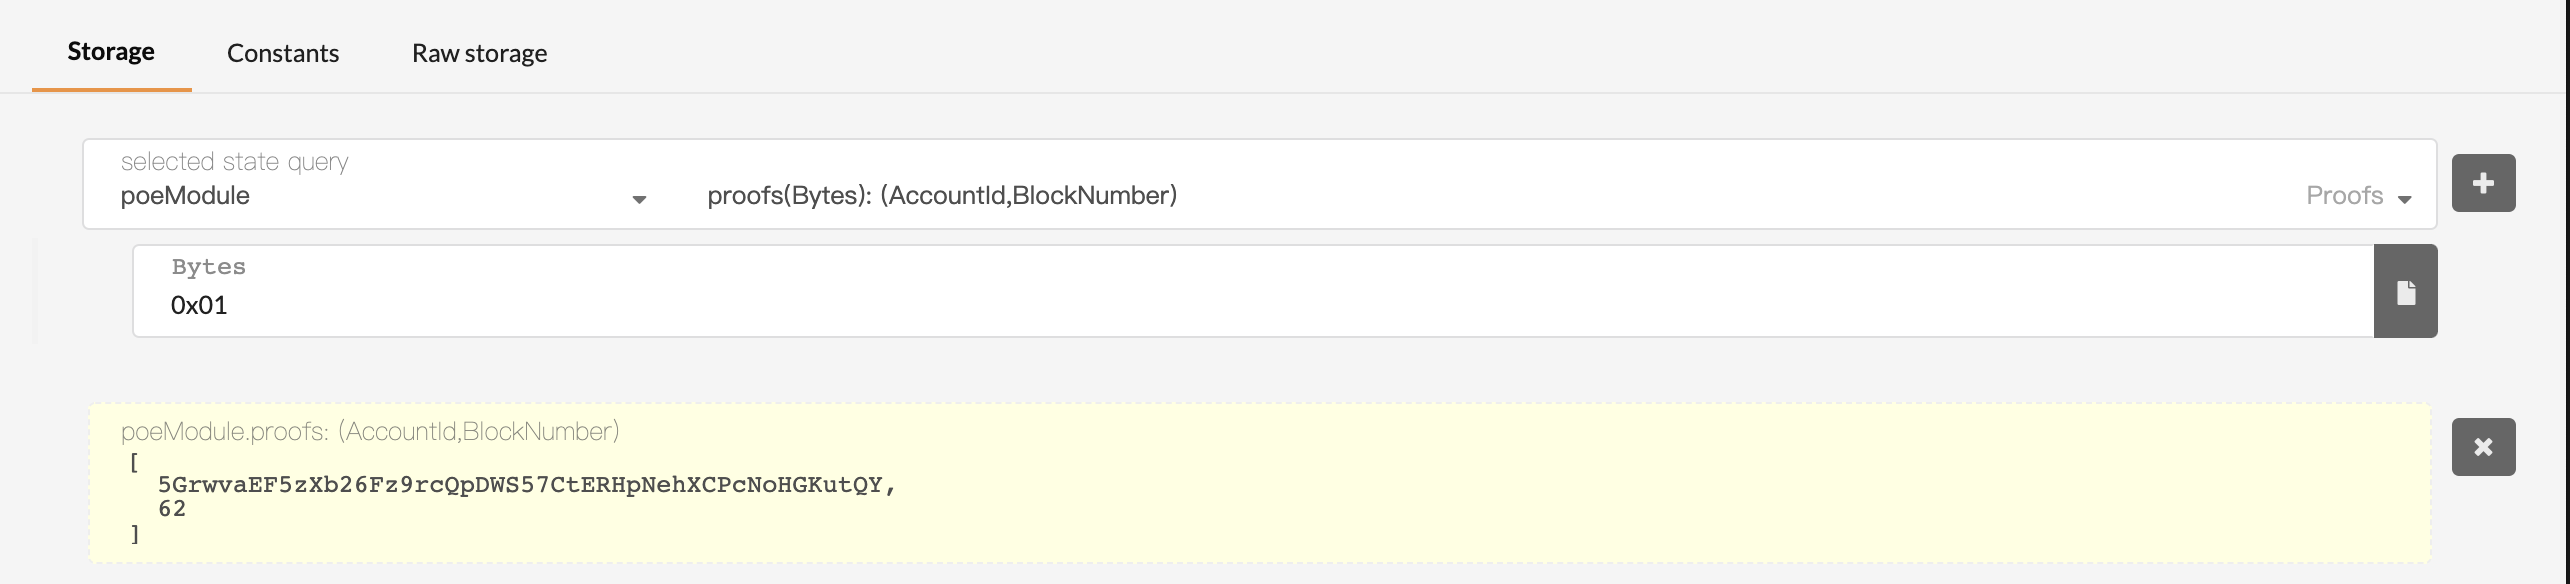 Storage Constants Raw storage
selected state query
poeModule proofs(Bytes): (AccountId,BlockNumber) Proofs
Bytes
0x01
poeModule.proofs: (AccountId,BlockNumber)
[
5GrwvaEF5zXb26Fz9rcQpDWS57CtERHpNehXCPcNoHGKutQY,
62
]